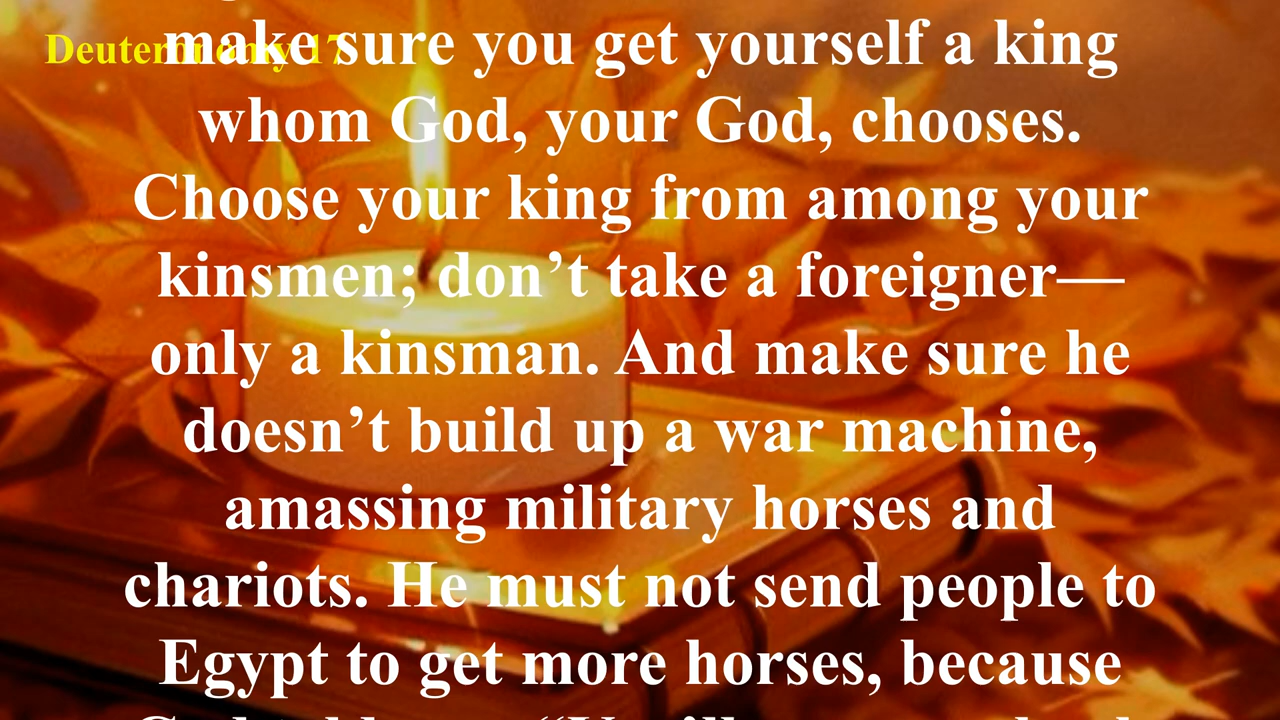 Deuteronomy 17
make sure you get yourself a king
whom God, your God, chooses.
Choose your king from among your
kinsmen; don’t take a foreigner—
only a kinsman. And make sure he
doesn’t build up a war machine,
amassing military horses and
chariots. He must not send people to
Egypt to get more horses, because